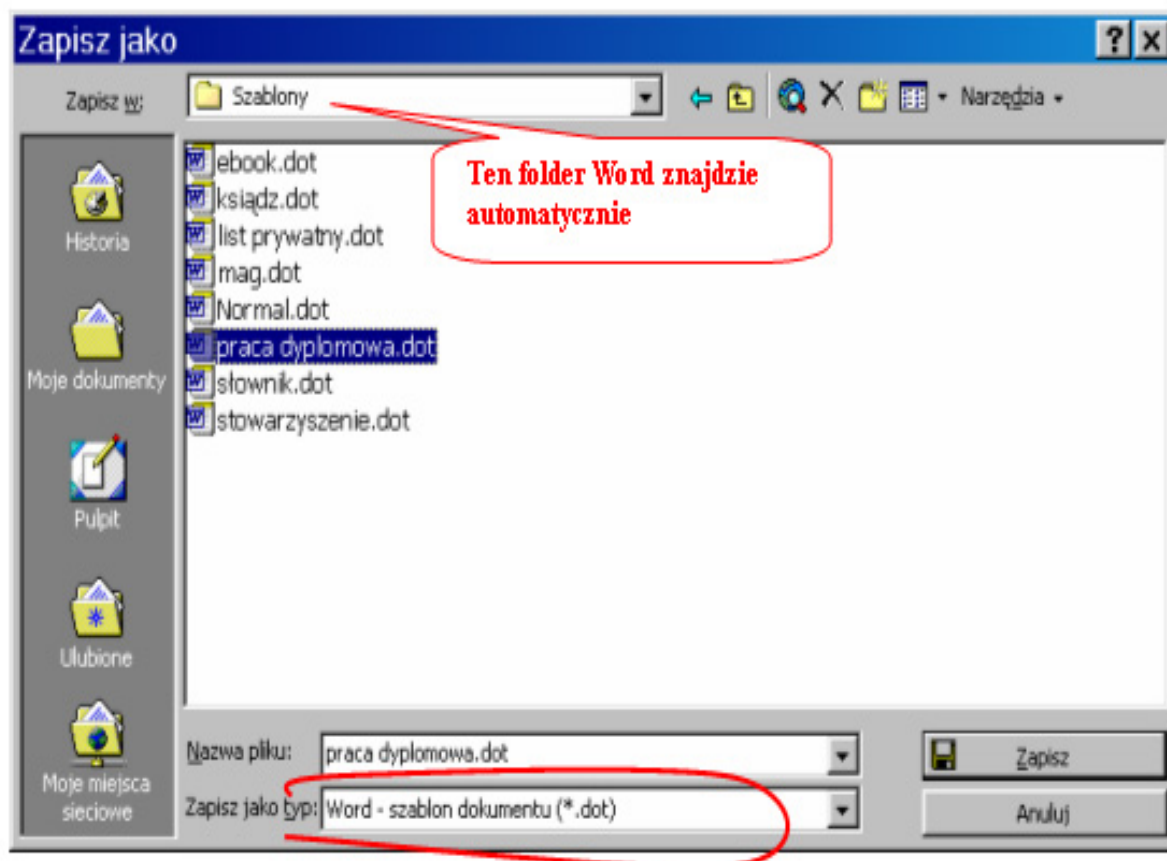 Zapisz jako
Zapisz w:
Szablony
Narzędzia
Ten folder Word znajdzie
automatycznie
Historia
Moje dokumenty
Pulpit
Ulubione
Moje miejsca
sieciowe
ebook.dot
ksiądz.dot
list prywatny.dot
mag.dot
Normal.dot
praca dyplomowa.dot
słownik.dot
stowarzyszenie.dot
Nazwa pliku:
praca dyplomowa.dot
Zapisz
Zapisz jako typ:
Word - szablon dokumentu (*.dot)
Anuluj